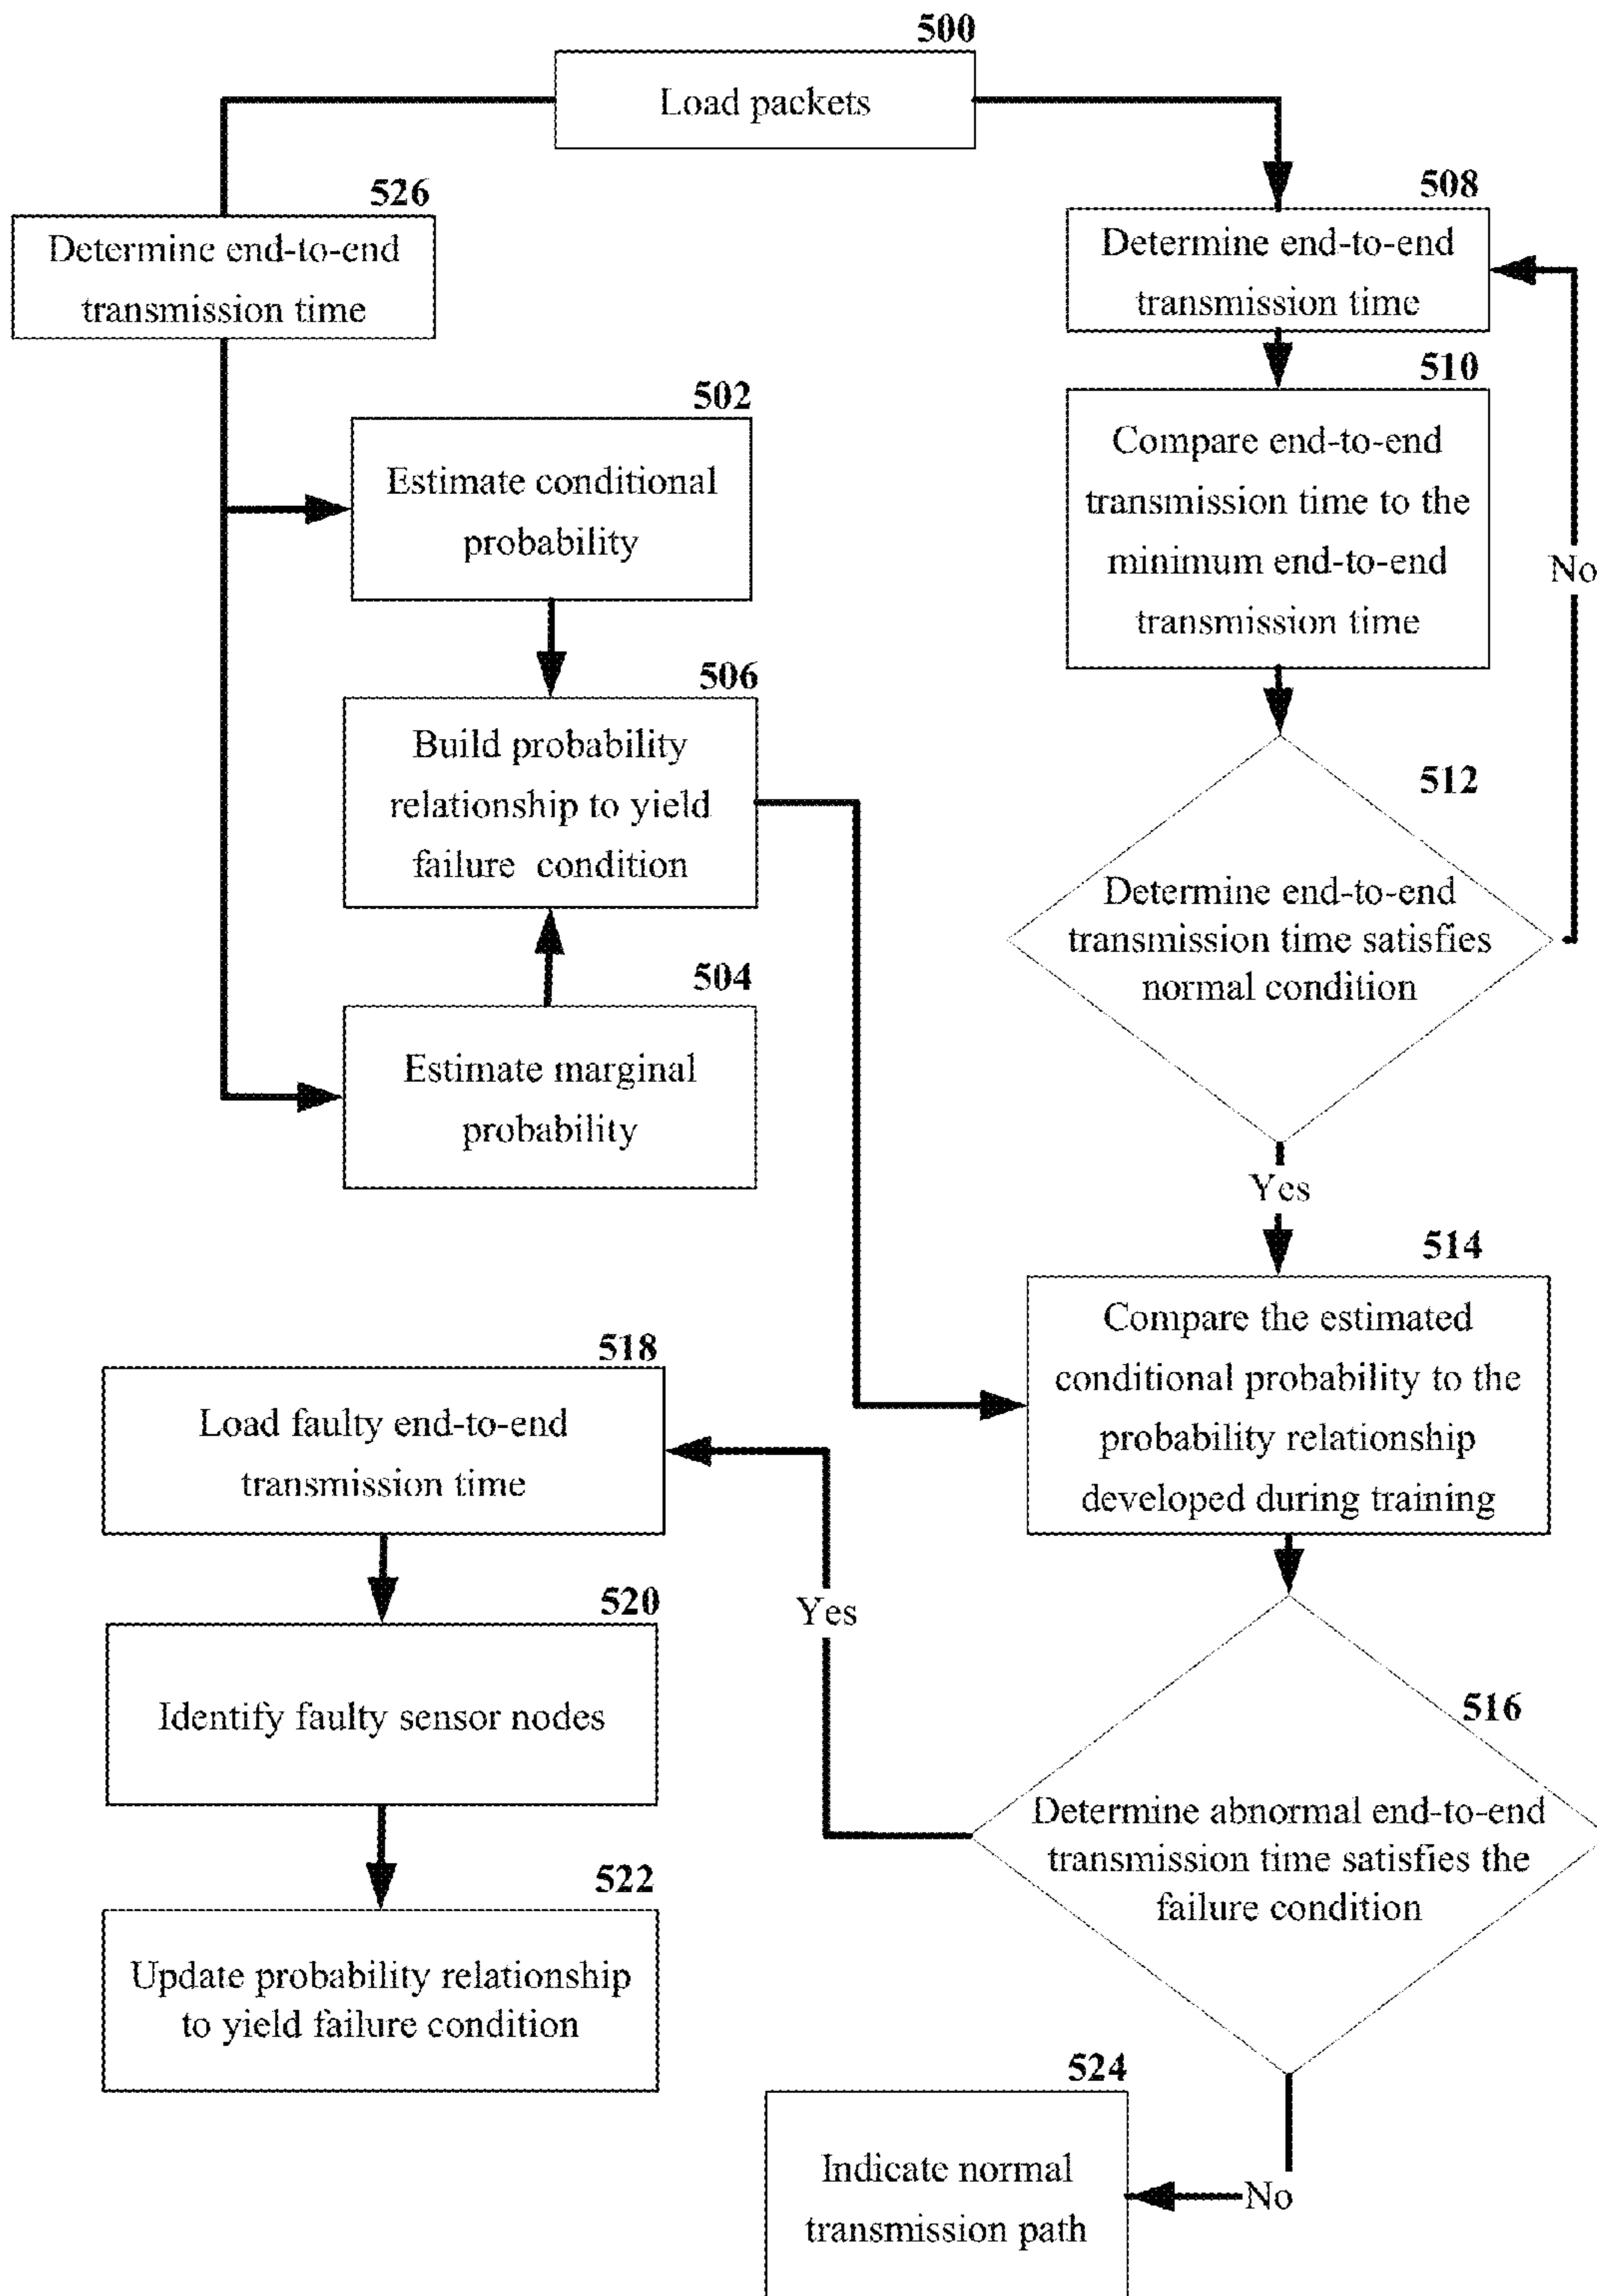 500
Load packets
526
Determine end-to-end
transmission time
508
Determine end-to-end
transmission time
510
Compare end-to-end
transmission time to the
minimum end-to-end
transmission time
No
502
Estimate conditional
probability
506
Build probability
relationship to yield
failure condition
512
Determine end-to-end
transmission time satisfies
normal condition
504
Estimate marginal
probability
Yes
514
Compare the estimated
conditional probability to the
probability relationship
developed during training
518
Load faulty end-to-end
transmission time
Yes
520
Identify faulty sensor nodes
516
Determine abnormal end-to-end
transmission time satisfies the
failure condition
522
Update probability relationship
to yield failure condition
524
Indicate normal
transmission path
No